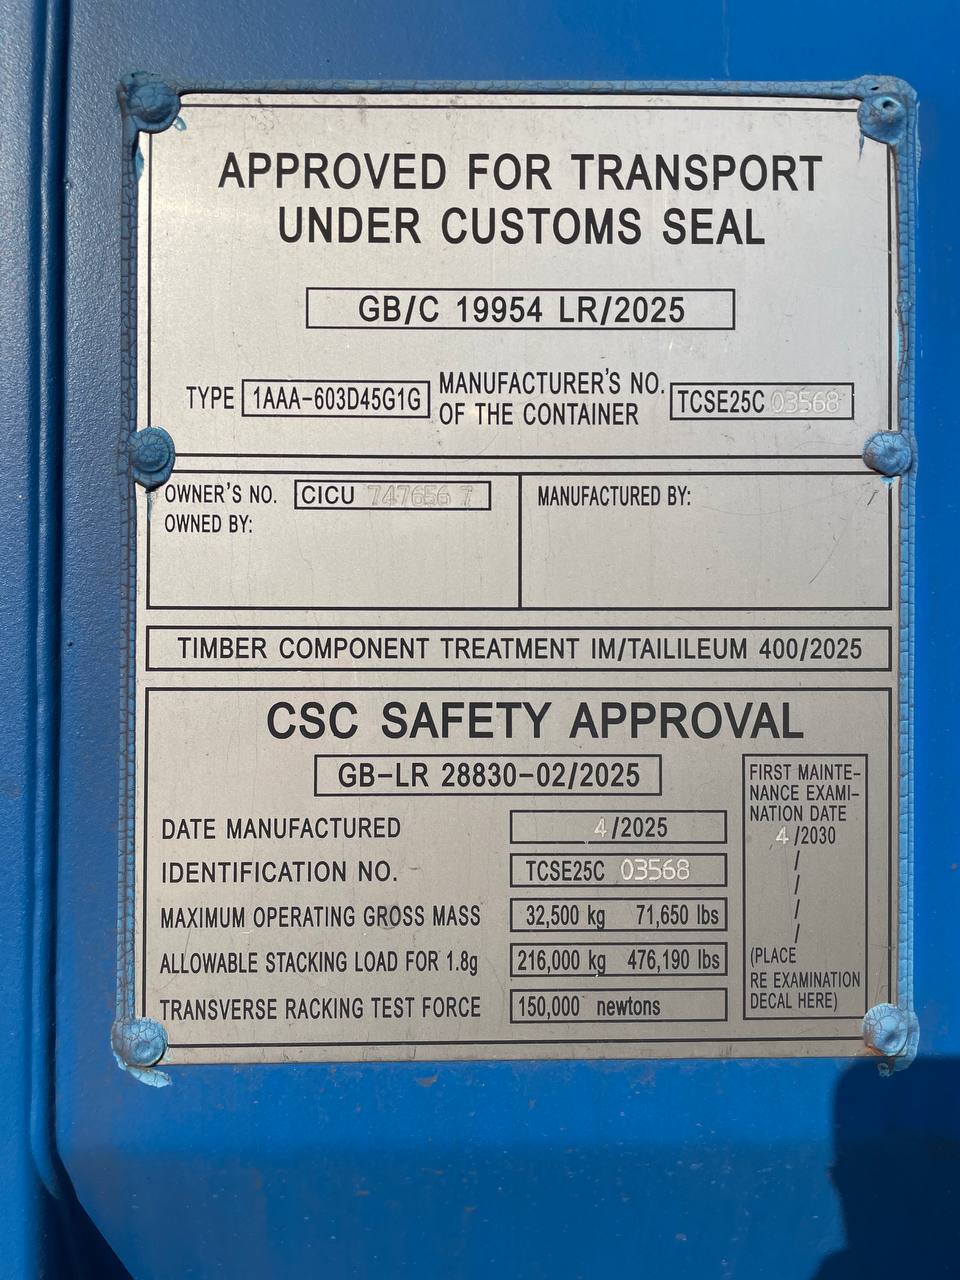 APPROVED FOR TRANSPORT
UNDER CUSTOMS SEAL
GB/C 19954 LR/2025
TYPE 1AAA-603D45G1G
MANUFACTURER'S NO.
OF THE CONTAINER
TCSE25C 03568
OWNER'S NO. CICU 747656 7
OWNED BY:
MANUFACTURED BY:
TIMBER COMPONENT TREATMENT IM/TAILILEUM 400/2025
CSC SAFETY APPROVAL
GB-LR 28830-02/2025
DATE MANUFACTURED 4/2025
IDENTIFICATION NO. TCSE25C 03568
MAXIMUM OPERATING GROSS MASS 32,500 kg 71,650 lbs
ALLOWABLE STACKING LOAD FOR 1.8g 216,000 kg 476,190 lbs
TRANSVERSE RACKING TEST FORCE 150,000 newtons
FIRST MAINTE-
NANCE EXAMI-
NATION DATE
4 /2030
/
/
/
/
(PLACE
RE EXAMINATION
DECAL HERE)